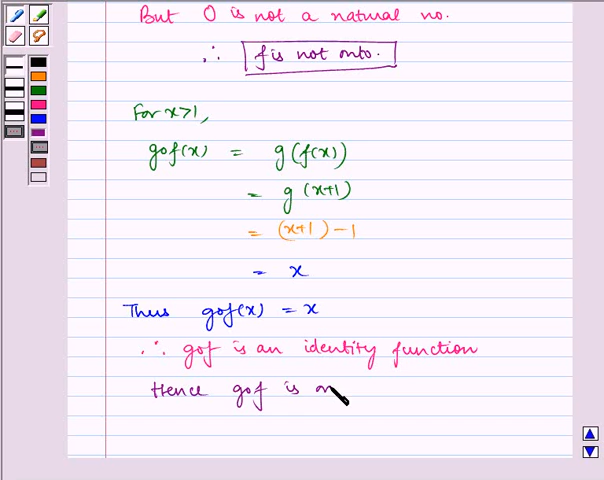 But 0 is not a natural no.
∴ f is not onto.
For x>1,
gof(x) = g(f(x))
= g(x+1)
= (x+1) -1
= x
Thus gof(x) = x
∴ gof is an identity function
Hence gof is